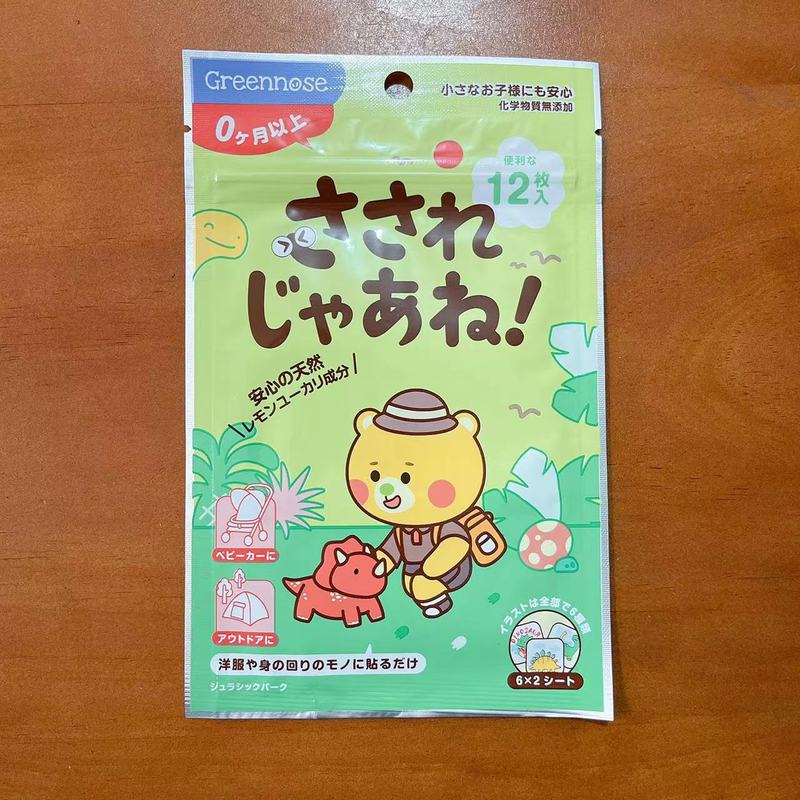 Greennose
小さなお子様にも安心
化学物質無添加
0ヶ月以上
便利な
12枚入
さされ
じゃあね!
安心の天然
レモンユーカリ成分
ベビーカーに
アウトドアに
イラストは全部で6種類
DINOSAUR
6×2 シート
洋服や身の回りのモノに貼るだけ
ジュラシックパーク